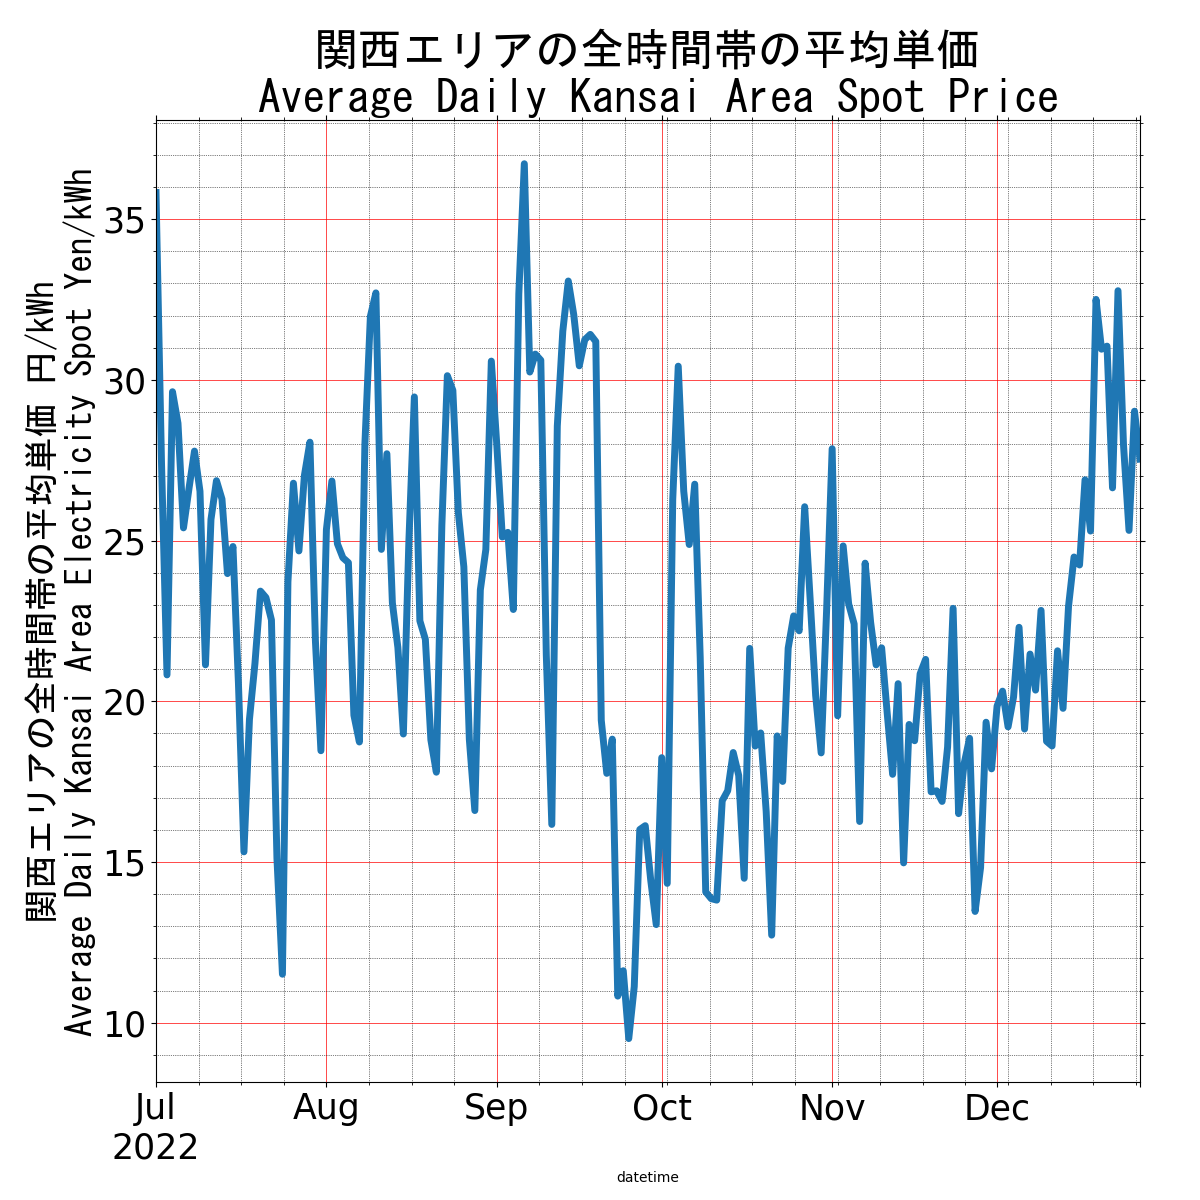 関西エリアの全時間帯の平均単価
Average Daily Kansai Area Spot Price
関西エリアの全時間帯の平均単価 円/kWh
Average Daily Kansai Area Electricity Spot Yen/kWh
35
30
25
20
15
10
Jul Aug Sep Oct Nov Dec
2022
datetime